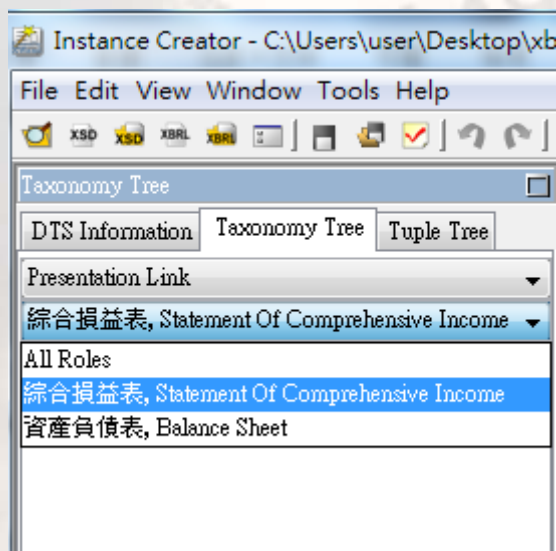 Instance Creator - C:\Users\user\Desktop\xb
File Edit View Window Tools Help
XSD XSD XBRL XBRL
Taxonomy Tree
DTS Information Taxonomy Tree Tuple Tree
Presentation Link
綜合損益表, Statement Of Comprehensive Income
All Roles
綜合損益表, Statement Of Comprehensive Income
資產負債表, Balance Sheet